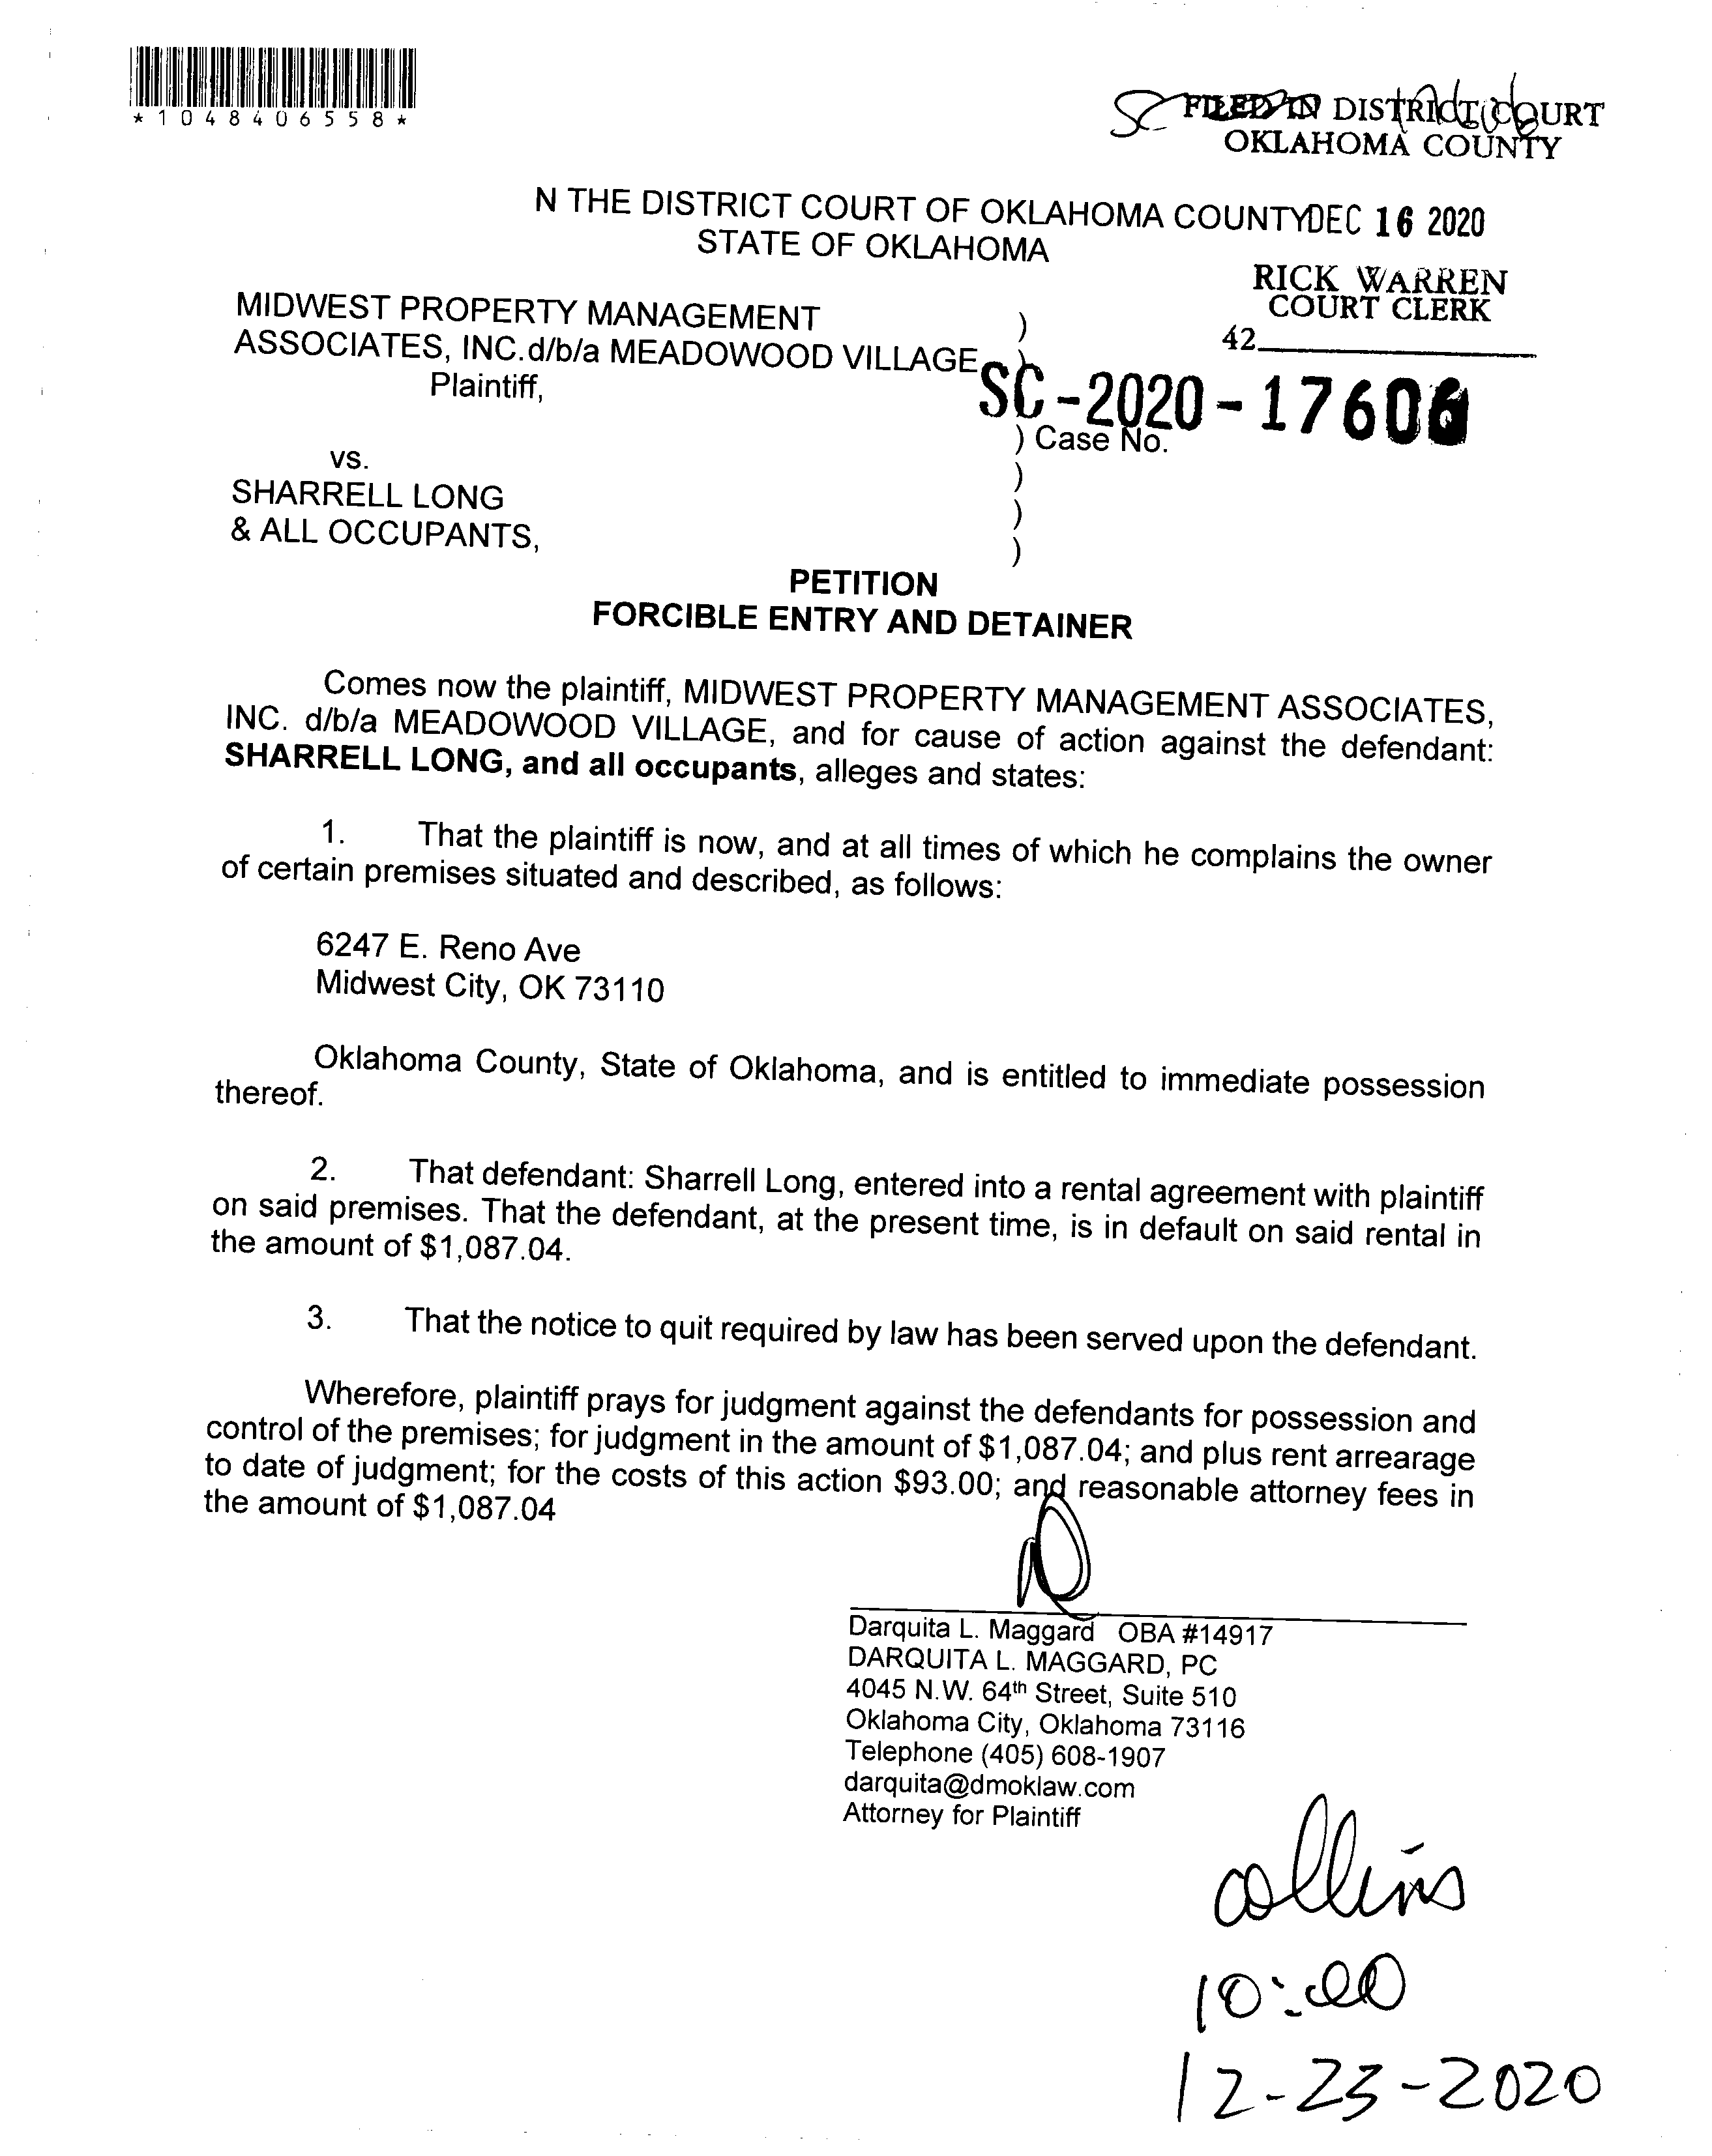 *1048406558*
SC
FILED IN DISTRICT COURT
OKLAHOMA COUNTY
N THE DISTRICT COURT OF OKLAHOMA COUNTY DEC 16 2020
STATE OF OKLAHOMA
RICK WARREN
COURT CLERK
42
MIDWEST PROPERTY MANAGEMENT )
ASSOCIATES, INC.d/b/a MEADOWOOD VILLAGE )
Plaintiff,
SC-2020-17606
) Case No.
vs. )
SHARRELL LONG )
& ALL OCCUPANTS, )
PETITION
FORCIBLE ENTRY AND DETAINER
Comes now the plaintiff, MIDWEST PROPERTY MANAGEMENT ASSOCIATES,
INC. d/b/a MEADOWOOD VILLAGE, and for cause of action against the defendant:
SHARRELL LONG, and all occupants, alleges and states:
1. That the plaintiff is now, and at all times of which he complains the owner
of certain premises situated and described, as follows:
6247 E. Reno Ave
Midwest City, OK 73110
Oklahoma County, State of Oklahoma, and is entitled to immediate possession
thereof.
2. That defendant: Sharrell Long, entered into a rental agreement with plaintiff
on said premises. That the defendant, at the present time, is in default on said rental in
the amount of $1,087.04.
3. That the notice to quit required by law has been served upon the defendant.
Wherefore, plaintiff prays for judgment against the defendants for possession and
control of the premises; for judgment in the amount of $1,087.04; and plus rent arrearage
to date of judgment; for the costs of this action $93.00; and reasonable attorney fees in
the amount of $1,087.04
Darquita L. Maggard OBA #14917
DARQUITA L. MAGGARD, PC
4045 N.W. 64th Street, Suite 510
Oklahoma City, Oklahoma 73116
Telephone (405) 608-1907
darquita@dmoklaw.com
Attorney for Plaintiff
collins
10:00
12-23-2020